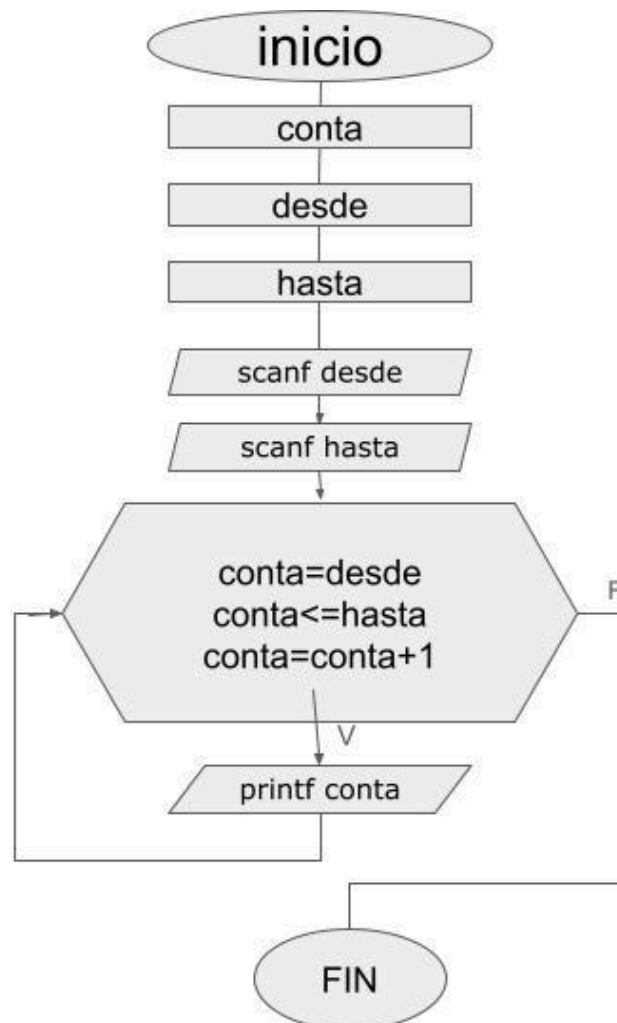 inicio
conta
desde
hasta
scanf desde
scanf hasta
conta=desde
conta<=hasta
conta=conta+1
F
V
printf conta
FIN